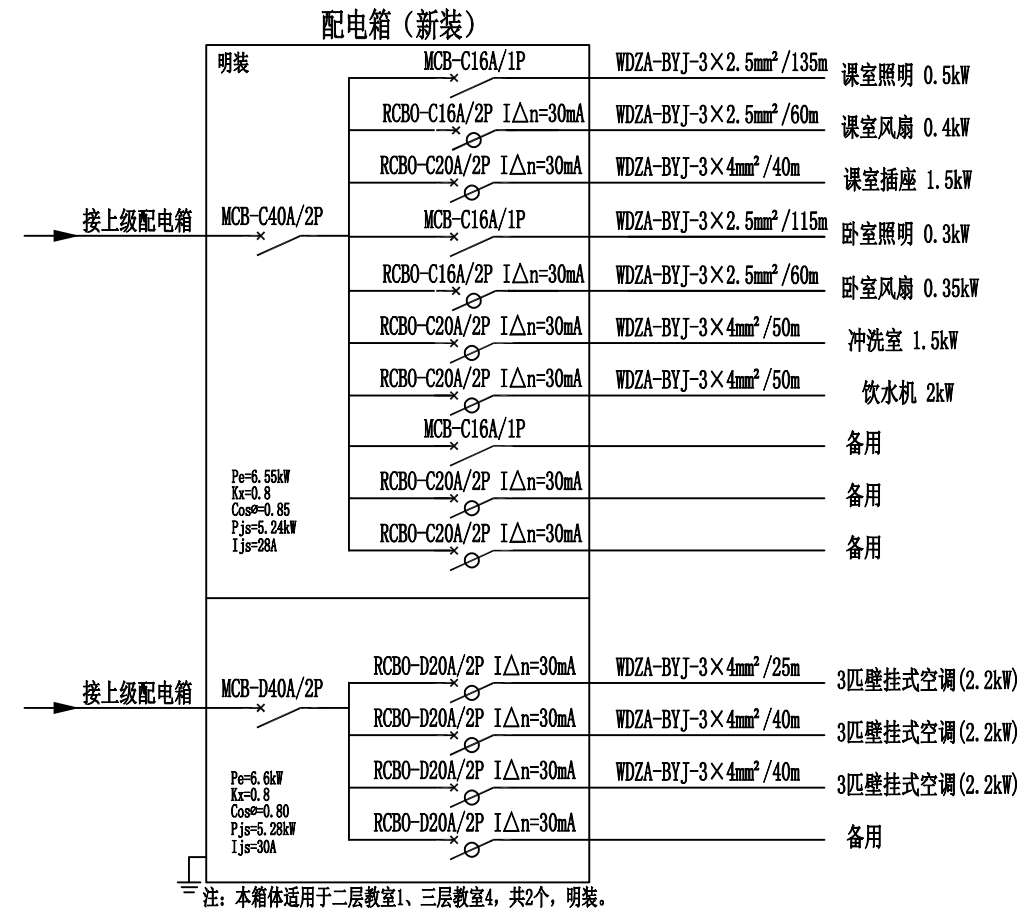 配电箱（新装）
明装
MCB-C16A/1P WDZA-BYJ-3×2.5mm²/135m 课室照明 0.5kW
RCBO-C16A/2P I△n=30mA WDZA-BYJ-3×2.5mm²/60m 课室风扇 0.4kW
RCBO-C20A/2P I△n=30mA WDZA-BYJ-3×4mm²/40m 课室插座 1.5kW
接上级配电箱 MCB-C40A/2P MCB-C16A/1P WDZA-BYJ-3×2.5mm²/115m 卧室照明 0.3kW
RCBO-C16A/2P I△n=30mA WDZA-BYJ-3×2.5mm²/60m 卧室风扇 0.35kW
RCBO-C20A/2P I△n=30mA WDZA-BYJ-3×4mm²/50m 冲洗室 1.5kW
RCBO-C20A/2P I△n=30mA WDZA-BYJ-3×4mm²/50m 饮水机 2kW
MCB-C16A/1P 备用
RCBO-C20A/2P I△n=30mA 备用
RCBO-C20A/2P I△n=30mA 备用
Pe=6.55kW
Kx=0.8
Cosø=0.85
Pjs=5.24kW
Ijs=28A
RCBO-D20A/2P I△n=30mA WDZA-BYJ-3×4mm²/25m 3匹壁挂式空调(2.2kW)
接上级配电箱 MCB-D40A/2P
RCBO-D20A/2P I△n=30mA WDZA-BYJ-3×4mm²/40m 3匹壁挂式空调(2.2kW)
RCBO-D20A/2P I△n=30mA WDZA-BYJ-3×4mm²/40m 3匹壁挂式空调(2.2kW)
RCBO-D20A/2P I△n=30mA 备用
Pe=6.6kW
Kx=0.8
Cosø=0.80
Pjs=5.28kW
Ijs=30A
注：本箱体适用于二层教室1、三层教室4，共2个，明装。